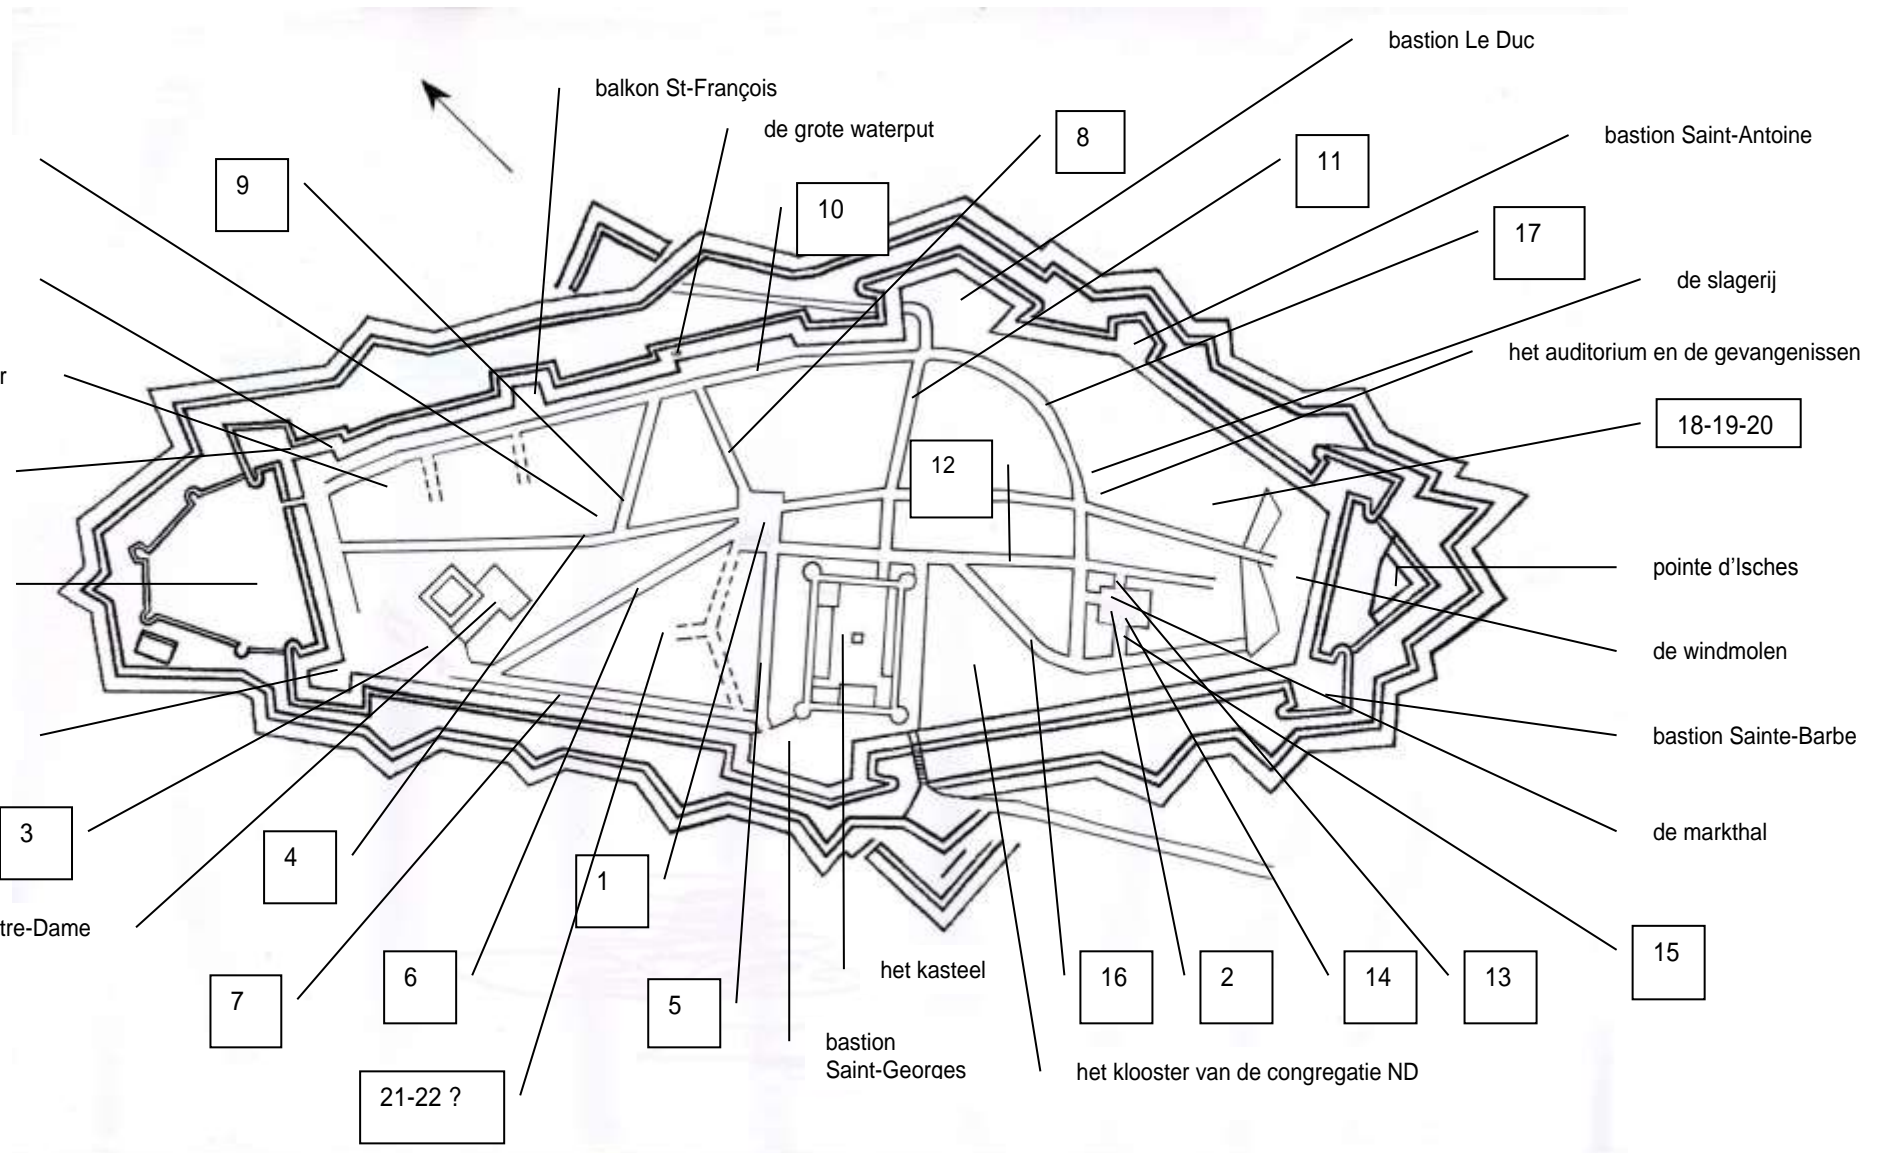 bastion Le Duc
balkon St-François
de grote waterput
8
bastion Saint-Antoine
11
9
10
17
de slagerij
het auditorium en de gevangenissen
r
18-19-20
12
pointe d'Isches
de windmolen
bastion Sainte-Barbe
3
4
1
de markthal
tre-Dame
15
7
6
5
het kasteel
16
2
14
13
bastion
Saint-Georges
het klooster van de congregatie ND
21-22 ?